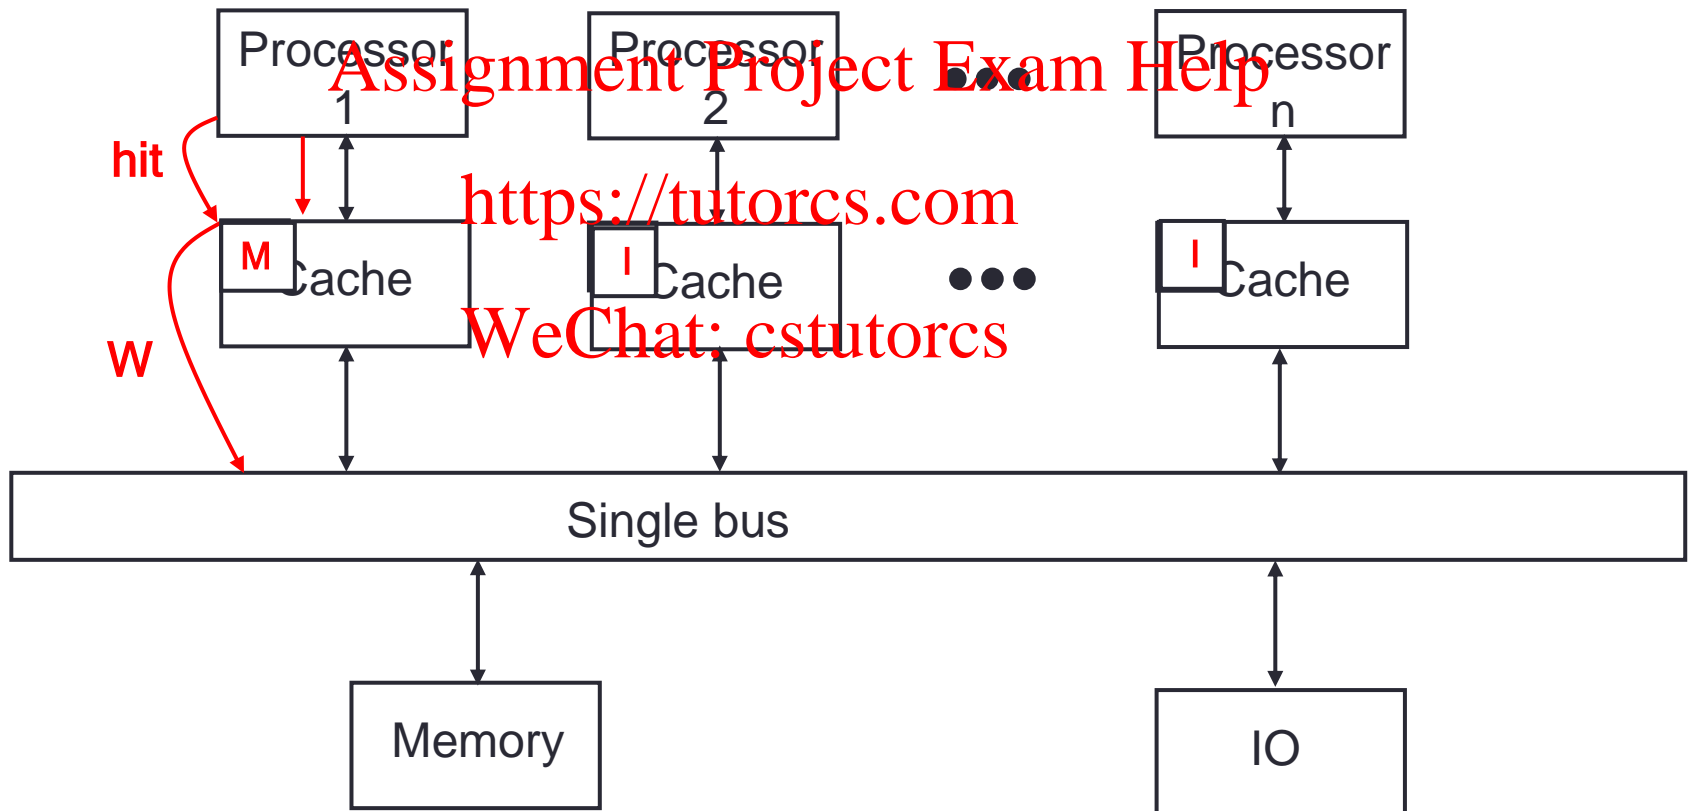 Processor
1
Processor
2
Processor
n
Assignment Project Exam Help
hit
https://tutorcs.com
M
Cache
I
Cache
I
Cache
WeChat: cstutorcs
W
Single bus
Memory
IO